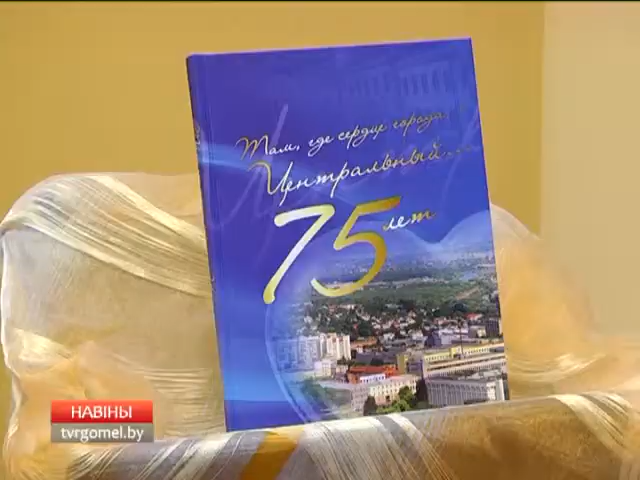 Там, где сердце города,
Центральный...
75 лет
НАВІНЫ
tvrgomel.by